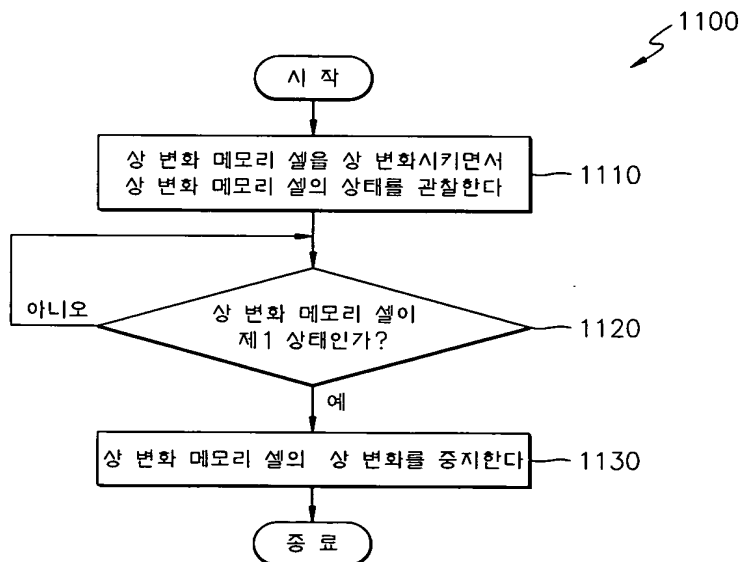 1100
시 작
상 변화 메모리 셀을 상 변화시키면서
상 변화 메모리 셀의 상태를 관찰한다
1110
아니오
상 변화 메모리 셀이
제1 상태인가?
1120
예
상 변화 메모리 셀의 상 변화를 중지한다
1130
종 료